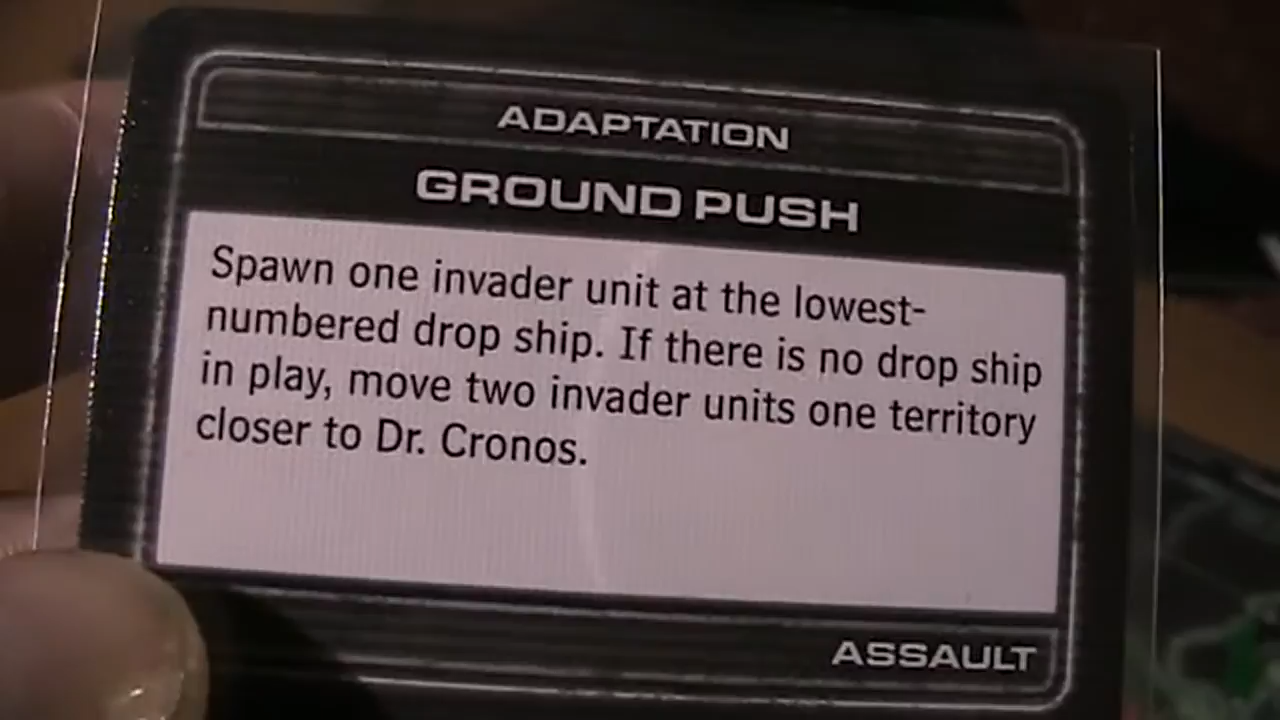 ADAPTATION
GROUND PUSH
Spawn one invader unit at the lowest-
numbered drop ship. If there is no drop ship
in play, move two invader units one territory
closer to Dr. Cronos.
ASSAULT